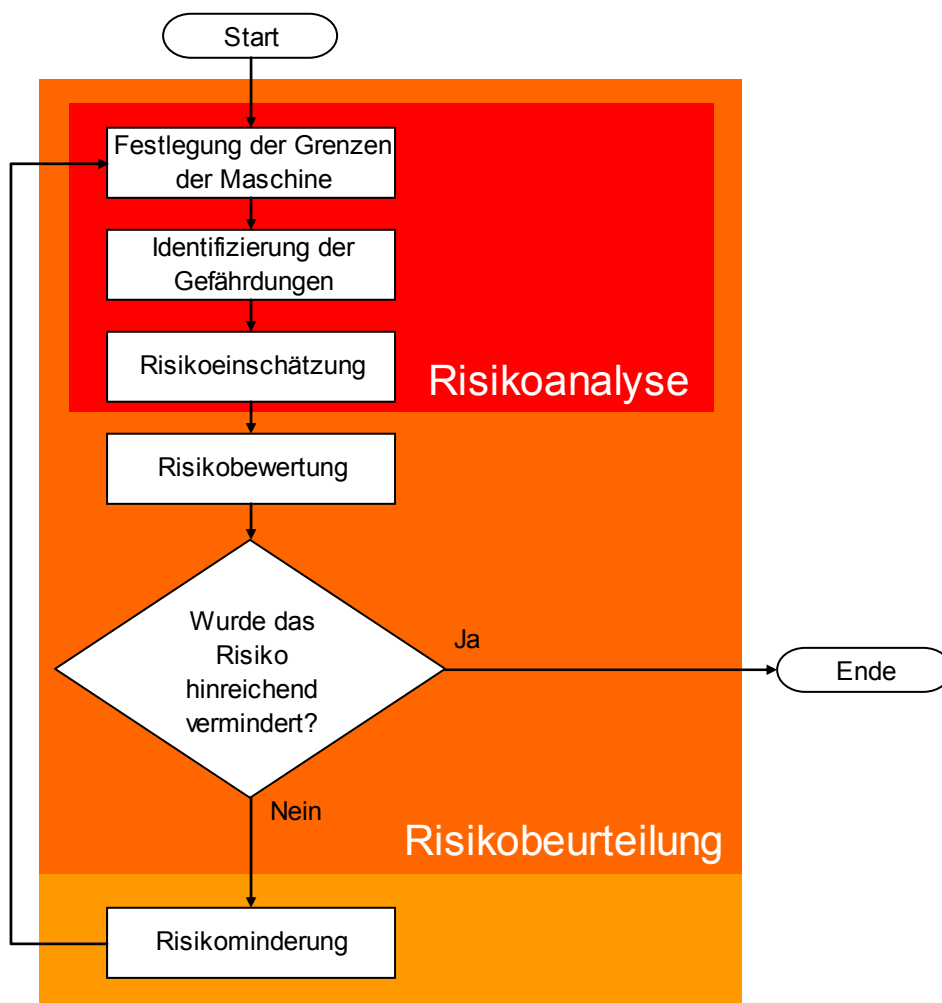 Start
Festlegung der Grenzen
der Maschine
Identifizierung der
Gefährdungen
Risikoeinschätzung
Risikoanalyse
Risikobewertung
Wurde das
Risiko
hinreichend
vermindert?
Ja
Ende
Nein
Risikobeurteilung
Risikominderung